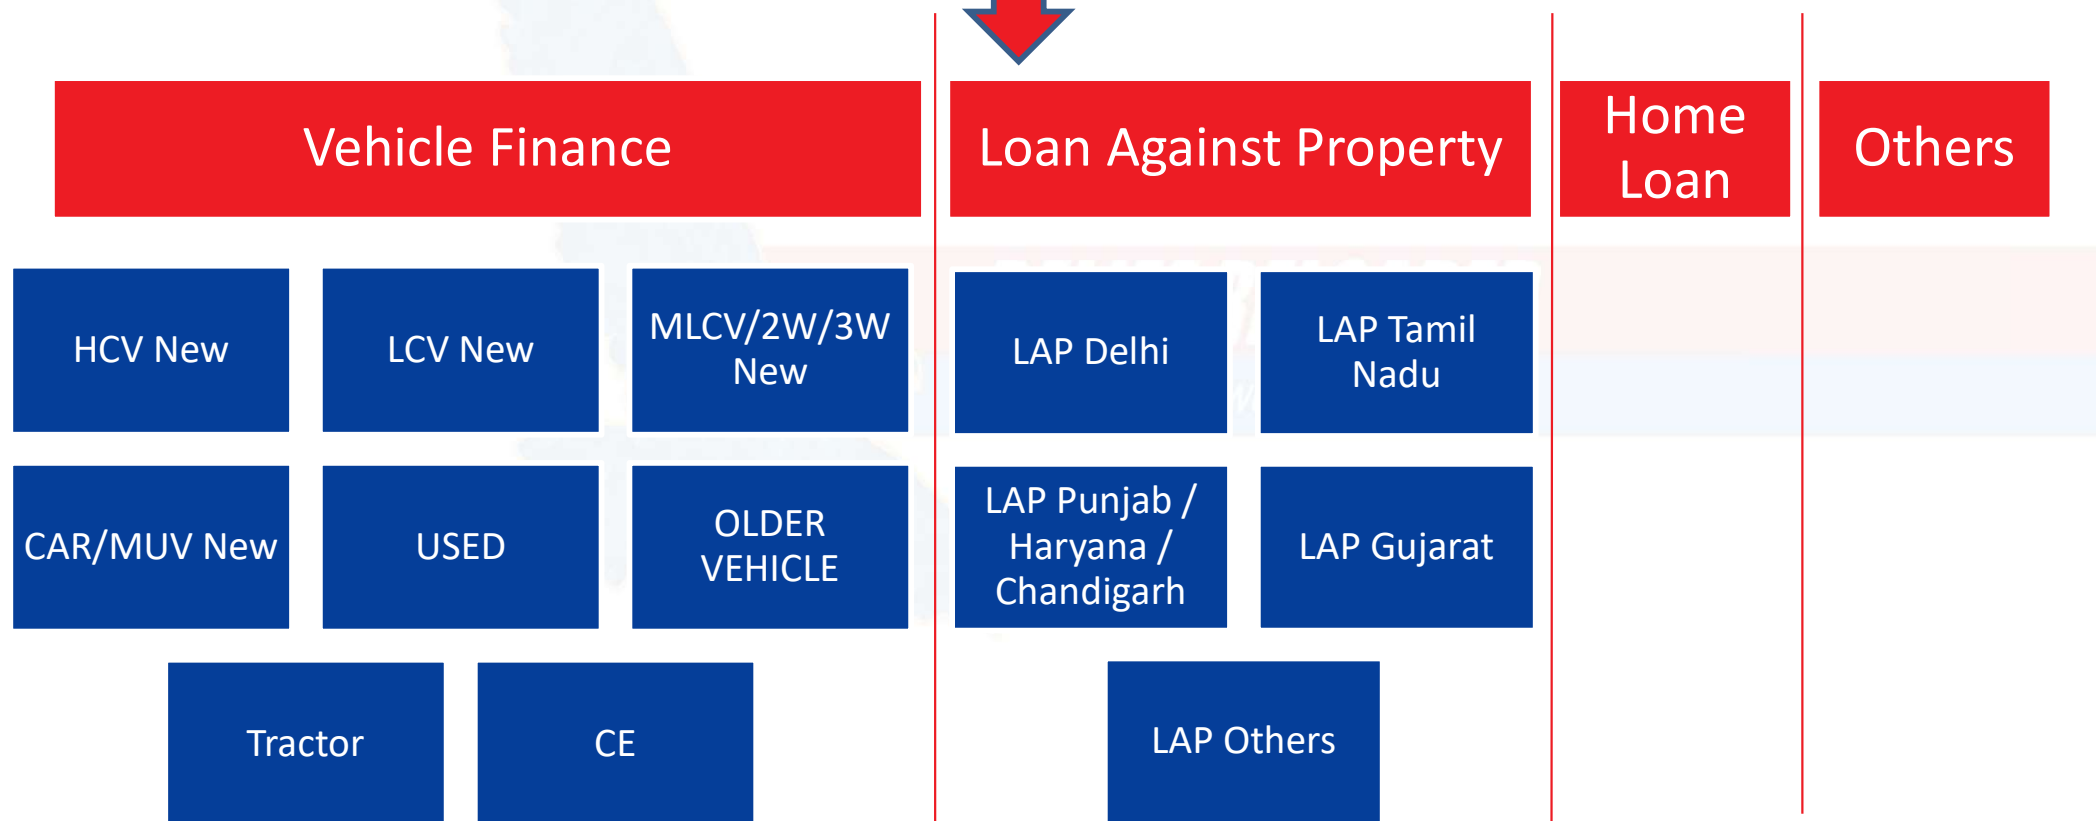 Vehicle Finance
Loan Against Property
Home
Loan
Others
HCV New
LCV New
MLCV/2W/3W
New
LAP Delhi
LAP Tamil
Nadu
CAR/MUV New
USED
OLDER
VEHICLE
LAP Punjab /
Haryana /
Chandigarh
LAP Gujarat
Tractor
CE
LAP Others